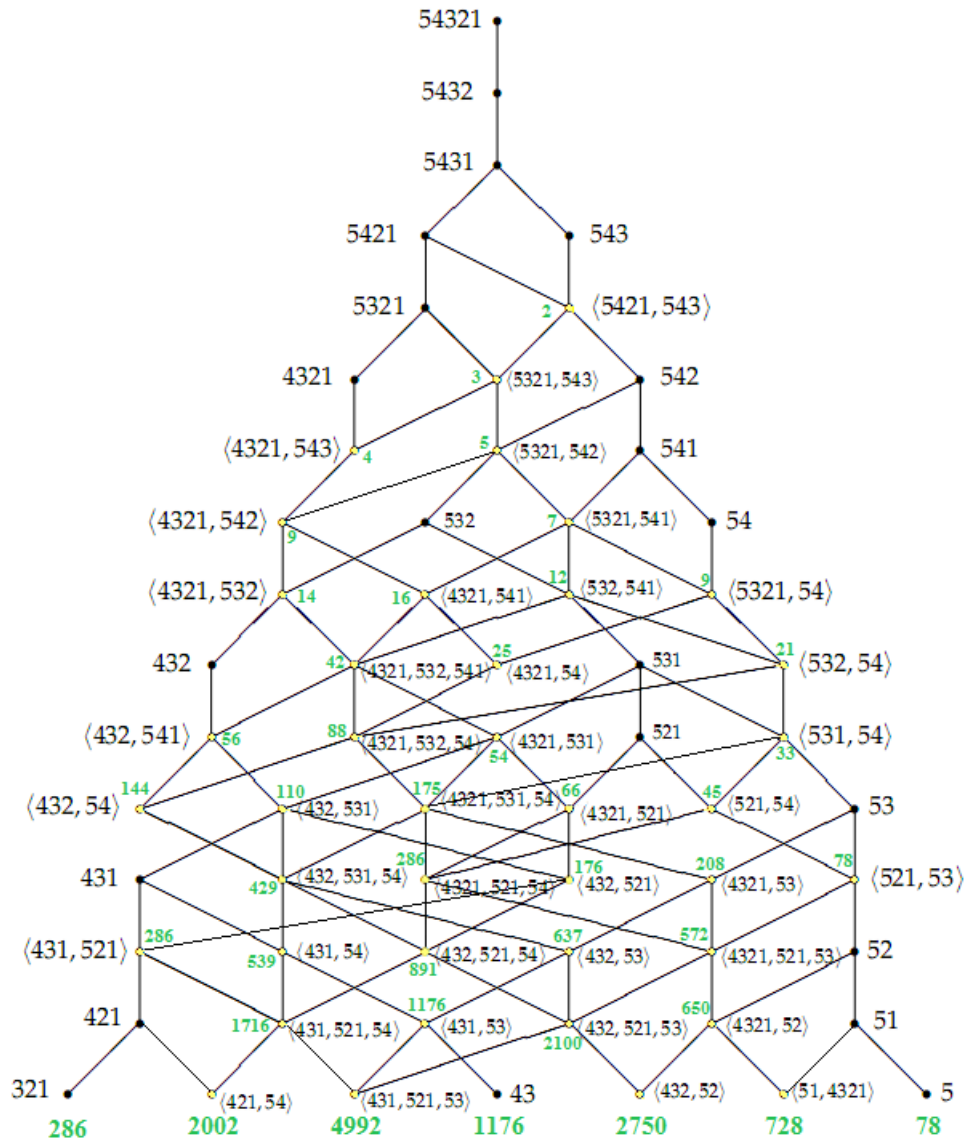 54321
5432
5431
5421 543
5321 2 ⟨5421, 543⟩
4321 3 ⟨5321, 543⟩ 542
⟨4321, 543⟩ 4 5 ⟨5321, 542⟩ 541
⟨4321, 542⟩ 9 532 7 ⟨5321, 541⟩ 54
⟨4321, 532⟩ 14 16 ⟨4321, 541⟩ 12 ⟨532, 541⟩ 9 ⟨5321, 54⟩
432 42 ⟨4321, 532, 541⟩ 25 ⟨4321, 54⟩ 531 21 ⟨532, 54⟩
⟨432, 541⟩ 56 88 ⟨4321, 532, 54⟩ 54 ⟨4321, 531⟩ 521 33 ⟨531, 54⟩
⟨432, 54⟩ 144 110 ⟨432, 531⟩ 175 ⟨4321, 531, 54⟩ 66 ⟨4321, 521⟩ 45 ⟨521, 54⟩ 53
431 429 ⟨432, 531, 54⟩ 286 ⟨4321, 521, 54⟩ 176 ⟨432, 521⟩ 208 ⟨4321, 53⟩ 78 ⟨521, 53⟩
⟨431, 521⟩ 286 539 ⟨431, 54⟩ 891 ⟨432, 521, 54⟩ 637 ⟨432, 53⟩ 572 ⟨4321, 521, 53⟩ 52
421 1716 ⟨431, 521, 54⟩ 1176 ⟨431, 53⟩ 2100 ⟨432, 521, 53⟩ 650 ⟨4321, 52⟩ 51
321 ⟨421, 54⟩ ⟨431, 521, 53⟩ 43 ⟨432, 52⟩ ⟨51, 4321⟩ 5
286 2002 4992 1176 2750 728 78